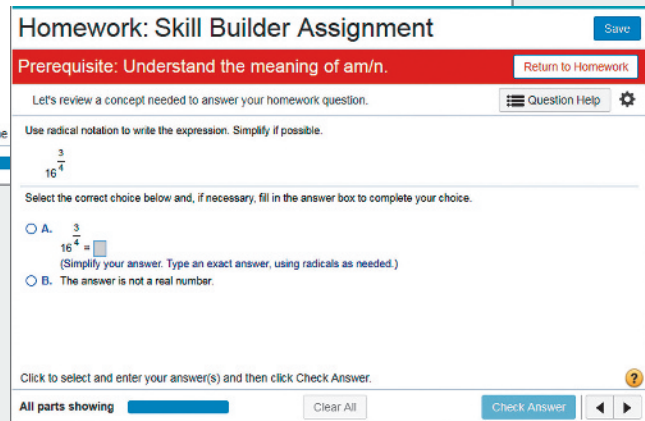 Homework: Skill Builder Assignment
Save
Prerequisite: Understand the meaning of am/n.
Return to Homework
Let's review a concept needed to answer your homework question.
Question Help
Use radical notation to write the expression. Simplify if possible.
16^(3/4)
Select the correct choice below and, if necessary, fill in the answer box to complete your choice.
A. 16^(3/4) =
(Simplify your answer. Type an exact answer, using radicals as needed.)
B. The answer is not a real number.
Click to select and enter your answer(s) and then click Check Answer.
?
All parts showing
Clear All
Check Answer